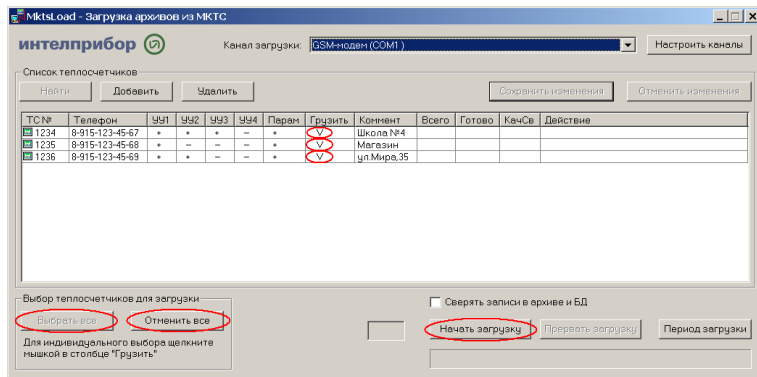 MktsLoad - Загрузка архивов из МКТС
интелприбор
Канал загрузки: GSM-модем (COM1 ) Настроить каналы
Список теплосчетчиков
Найти Добавить Удалить Сохранить изменения Отменить изменения
ТС № Телефон УУ1 УУ2 УУ3 УУ4 Парам Грузить Коммент Всего Готово КачСв Действие
1234 8-915-123-45-67 + + + – + V Школа №4
1235 8-915-123-45-68 + – – – + V Магазин
1236 8-915-123-45-69 + + – – + V ул.Мира,35
Выбор теплосчетчиков для загрузки
Сверять записи в архиве и БД
Выбрать все Отменить все
Начать загрузку Прервать загрузку Период загрузки
Для индивидуального выбора щелкните
мышкой в столбце "Грузить"